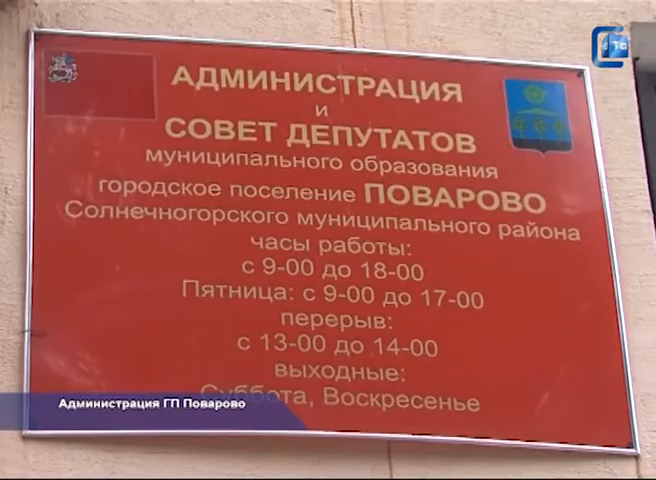 АДМИНИСТРАЦИЯ
и
СОВЕТ ДЕПУТАТОВ
муниципального образования
городское поселение ПОВАРОВО
Солнечногорского муниципального района
часы работы:
с 9-00 до 18-00
Пятница: с 9-00 до 17-00
перерыв:
с 13-00 до 14-00
выходные:
Суббота, Воскресенье
Администрация ГП Поварово